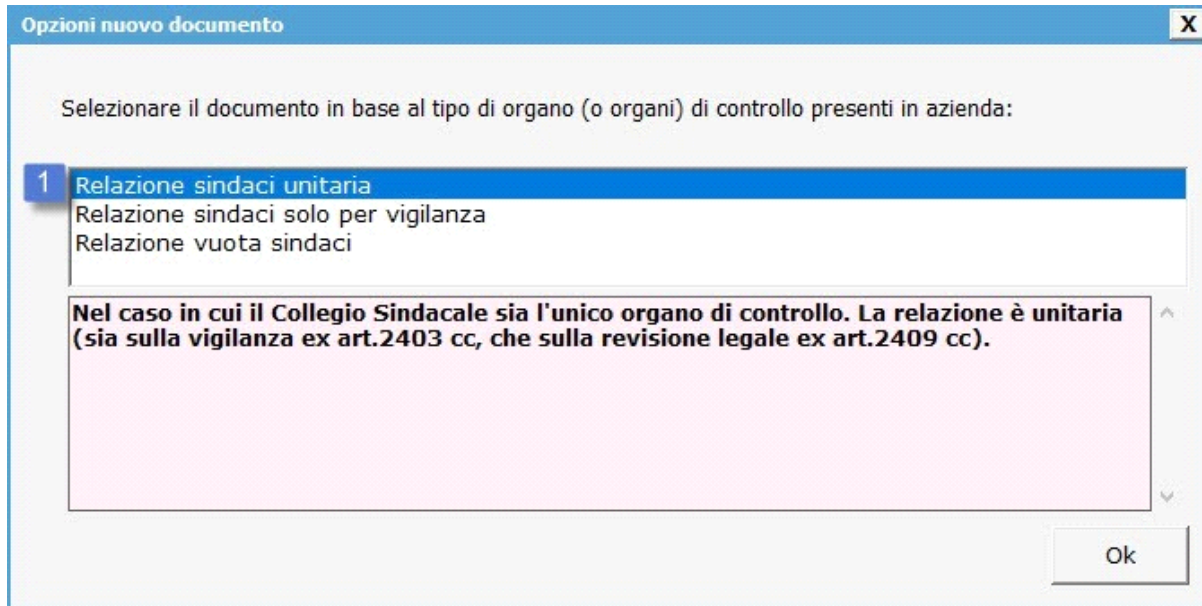 Opzioni nuovo documento
X
Selezionare il documento in base al tipo di organo (o organi) di controllo presenti in azienda:
1
Relazione sindaci unitaria
Relazione sindaci solo per vigilanza
Relazione vuota sindaci
Nel caso in cui il Collegio Sindacale sia l'unico organo di controllo. La relazione è unitaria
(sia sulla vigilanza ex art.2403 cc, che sulla revisione legale ex art.2409 cc).
Ok